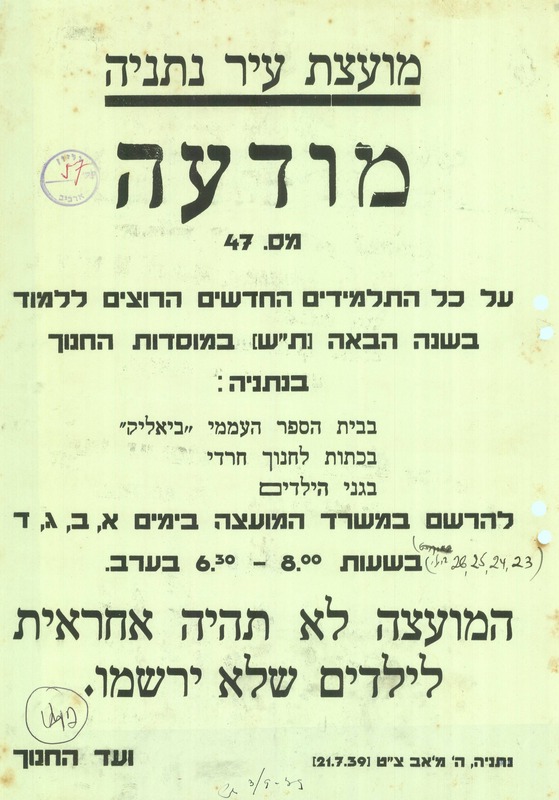 מועצת עיר נתניה
מודעה
57
מס. 47
על כל התלמידים החדשים הרוצים ללמוד
בשנה הבאה [ת״ש] במוסדות החנוך
בנתניה:
בבית הספר העממי „ביאליק״
בכתות לחנוך חרדי
בגני הילדים
להרשם במשרד המועצה בימים א, ב, ג, ד
(23, 24, 25, 26
בשעות 8.00 – 6.30 בערב.
המועצה לא תהיה אחראית
לילדים שלא ירשמו.
נתניה, ה׳ מ׳אב צ״ט [21.7.39]
ועד החנוך